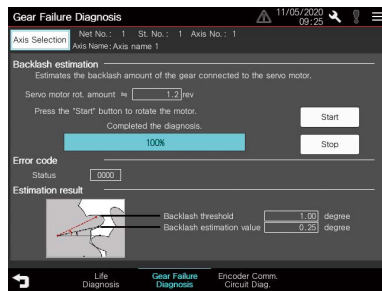 Gear Failure Diagnosis
11/05/2020
09:25
Axis Selection
Net No.: 1 St. No.: 1 Axis No.: 1
Axis Name: Axis name 1
Backlash estimation
Estimates the backlash amount of the gear connected to the servo motor.
Servo motor rot. amount ≒ 1.2 rev
Press the "Start" button to rotate the motor.
Start
Completed the diagnosis.
100%
Stop
Error code
Status 0000
Estimation result
Backlash threshold 1.00 degree
Backlash estimation value 0.25 degree
Life Diagnosis
Gear Failure Diagnosis
Encoder Comm. Circuit Diag.